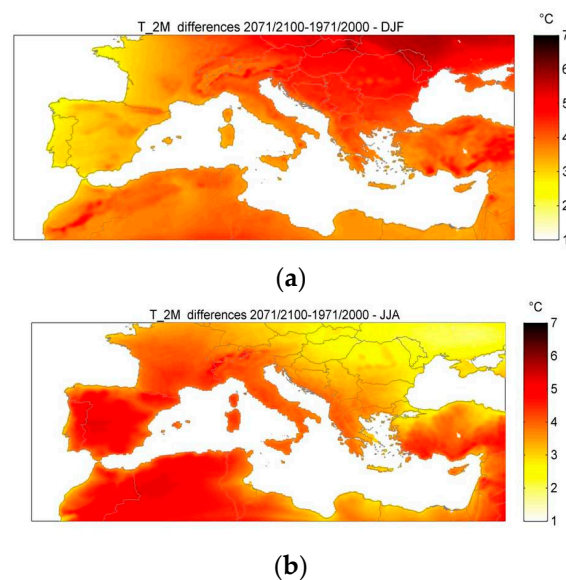 T_2M differences 2071/2100-1971/2000 - DJF
°C
7
6
5
4
3
2
1
(a)
T_2M differences 2071/2100-1971/2000 - JJA
°C
7
6
5
4
3
2
1
(b)